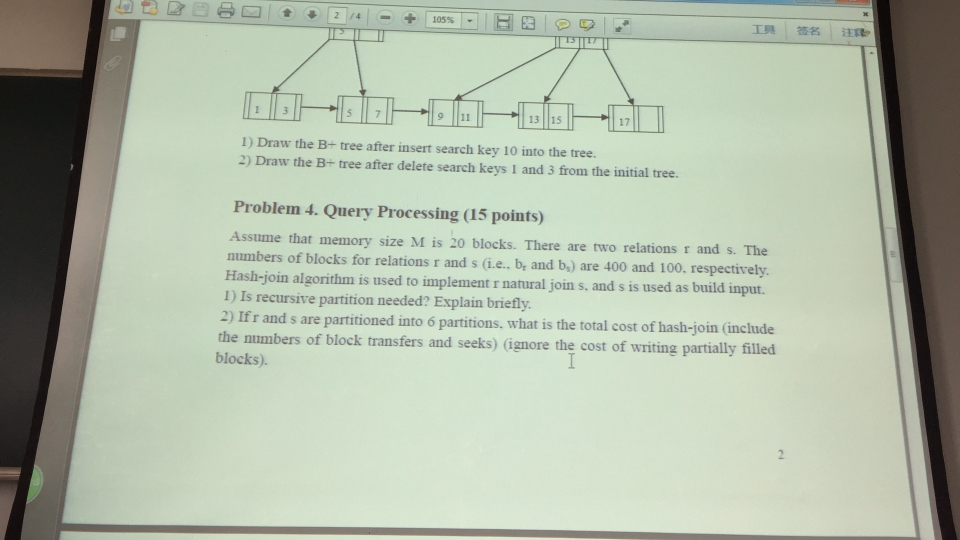 2 / 4
105%
工具
签名
注释
5
13 17
1 3
5 7
9 11
13 15
17
1) Draw the B+ tree after insert search key 10 into the tree.
2) Draw the B+ tree after delete search keys 1 and 3 from the initial tree.
Problem 4. Query Processing (15 points)
Assume that memory size M is 20 blocks. There are two relations r and s. The
numbers of blocks for relations r and s (i.e., br and bs) are 400 and 100, respectively.
Hash-join algorithm is used to implement r natural join s, and s is used as build input.
1) Is recursive partition needed? Explain briefly.
2) If r and s are partitioned into 6 partitions, what is the total cost of hash-join (include
the numbers of block transfers and seeks) (ignore the cost of writing partially filled
blocks).
2